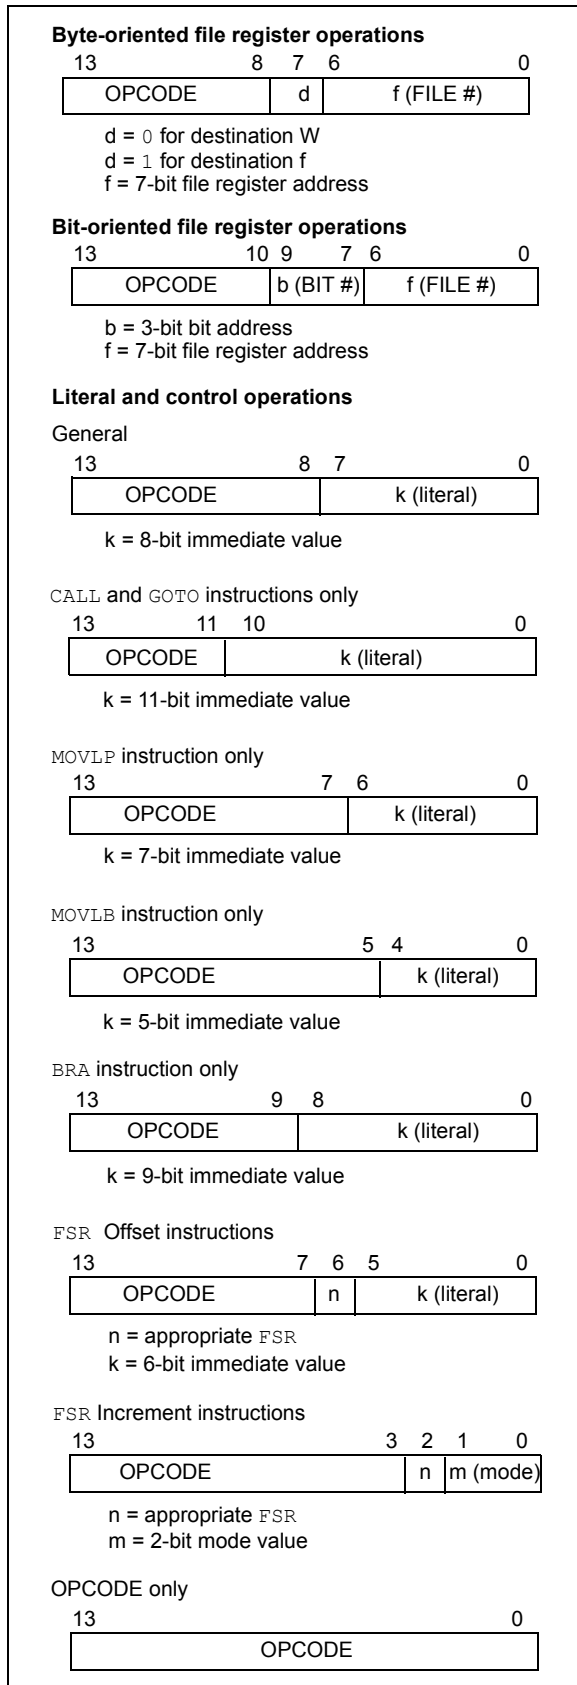 Byte-oriented file register operations
13 8 7 6 0
OPCODE d f (FILE #)
d = 0 for destination W
d = 1 for destination f
f = 7-bit file register address
Bit-oriented file register operations
13 10 9 7 6 0
OPCODE b (BIT #) f (FILE #)
b = 3-bit bit address
f = 7-bit file register address
Literal and control operations
General
13 8 7 0
OPCODE k (literal)
k = 8-bit immediate value
CALL and GOTO instructions only
13 11 10 0
OPCODE k (literal)
k = 11-bit immediate value
MOVLP instruction only
13 7 6 0
OPCODE k (literal)
k = 7-bit immediate value
MOVLB instruction only
13 5 4 0
OPCODE k (literal)
k = 5-bit immediate value
BRA instruction only
13 9 8 0
OPCODE k (literal)
k = 9-bit immediate value
FSR Offset instructions
13 7 6 5 0
OPCODE n k (literal)
n = appropriate FSR
k = 6-bit immediate value
FSR Increment instructions
13 3 2 1 0
OPCODE n m (mode)
n = appropriate FSR
m = 2-bit mode value
OPCODE only
13 0
OPCODE